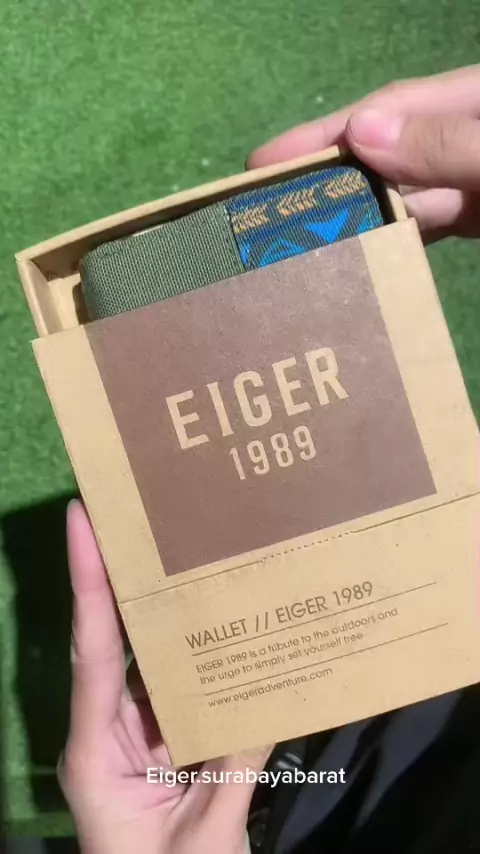 EIGER
1989
WALLET // EIGER 1989
EIGER 1989 is a tribute to the outdoors and
the urge to simply set yourself free
www.eigeradventure.com
Eiger.surabayabarat